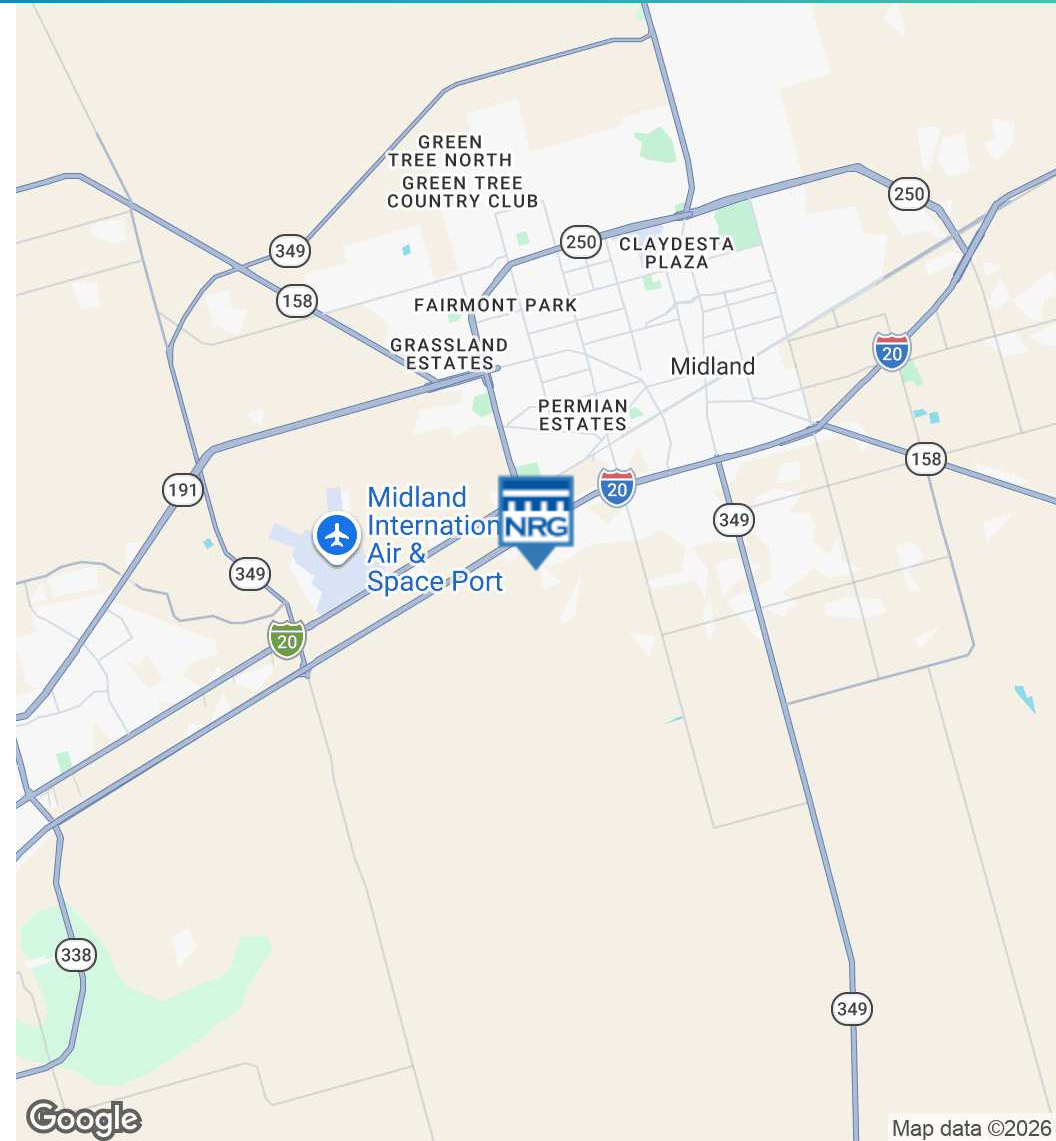 GREEN
TREE NORTH
GREEN TREE
COUNTRY CLUB
250
349
250
CLAYDESTA
PLAZA
158
FAIRMONT PARK
GRASSLAND
ESTATES
20
Midland
PERMIAN
ESTATES
158
191
20
Midland
Internation
Air &
Space Port
NRG
349
349
20
338
349
Google
Map data ©2026